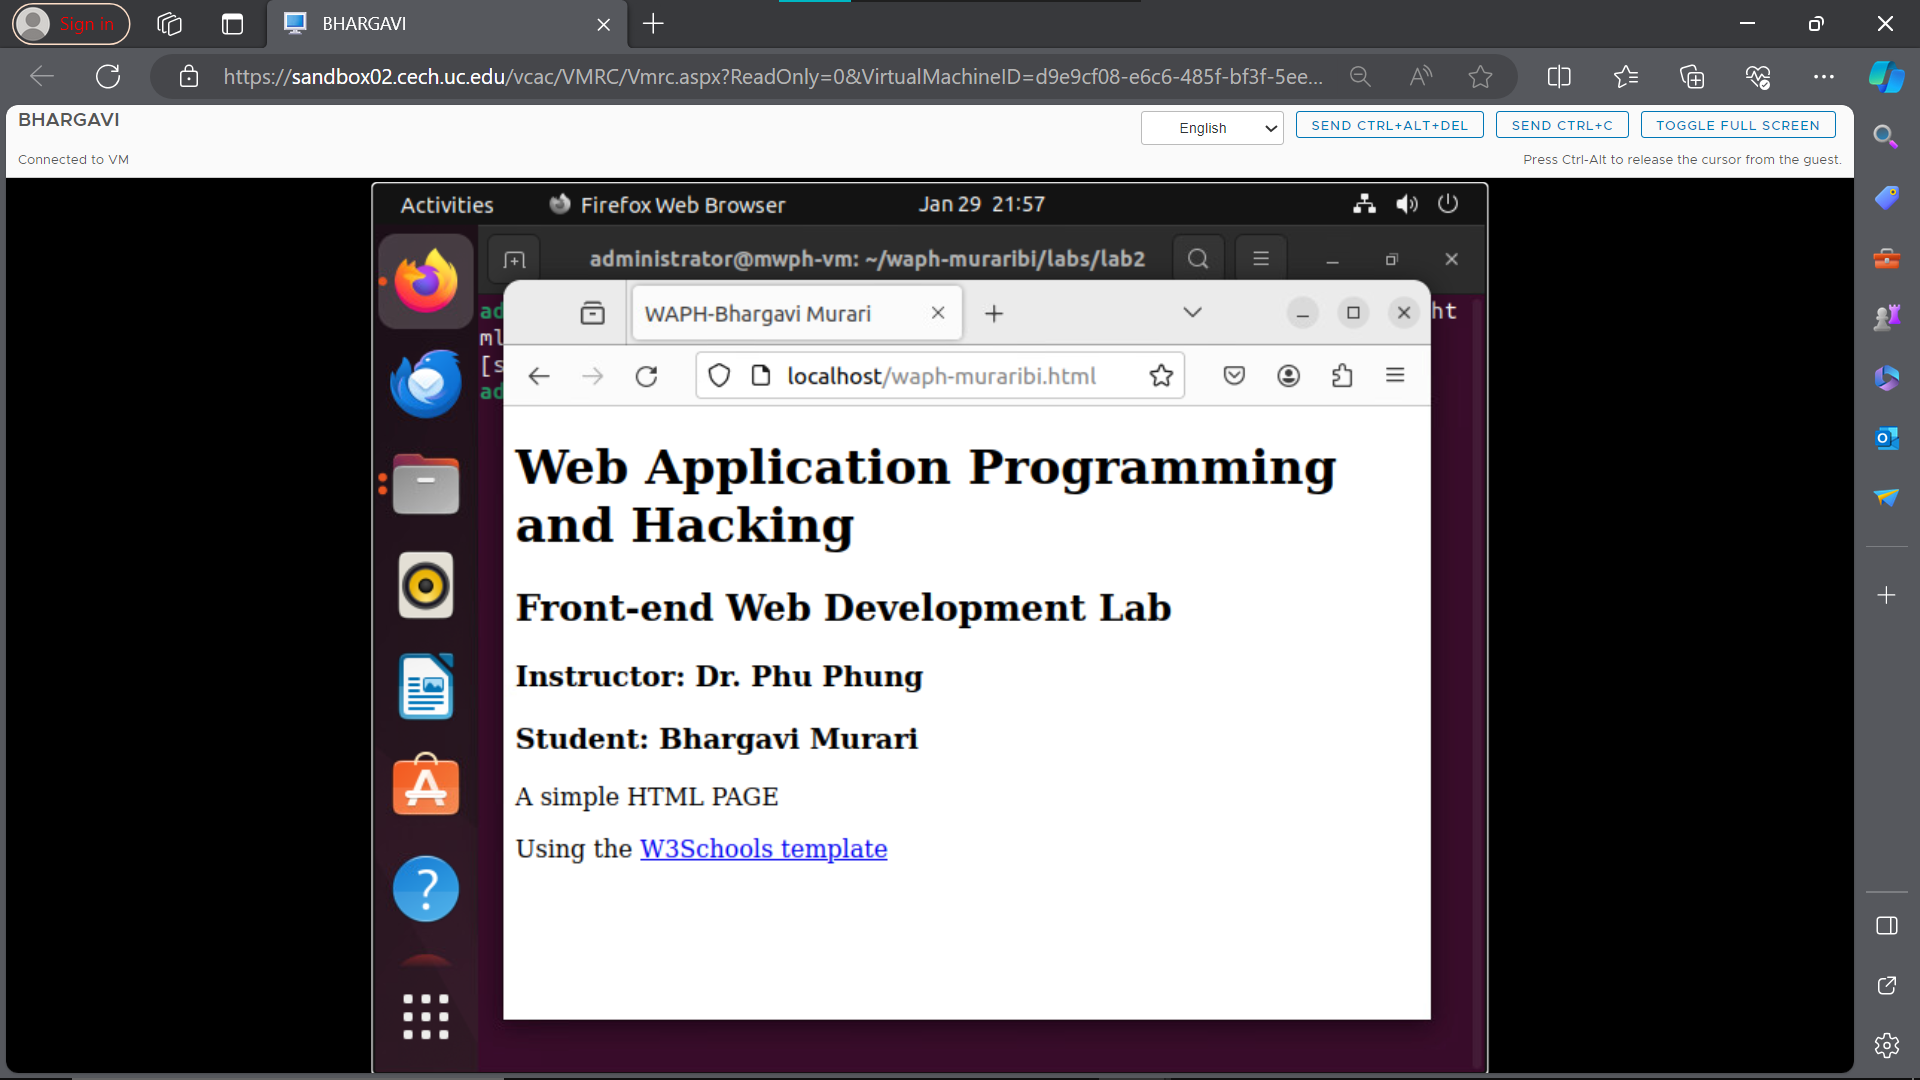 Sign in
BHARGAVI
https://sandbox02.cech.uc.edu/vcac/VMRC/Vmrc.aspx?ReadOnly=0&VirtualMachineID=d9e9cf08-e6c6-485f-bf3f-5ee...
BHARGAVI
English
SEND CTRL+ALT+DEL
SEND CTRL+C
TOGGLE FULL SCREEN
Connected to VM
Press Ctrl-Alt to release the cursor from the guest.
Activities
Firefox Web Browser
Jan 29 21:57
administrator@mwph-vm: ~/waph-muraribi/labs/lab2
WAPH-Bhargavi Murari
localhost/waph-muraribi.html
Web Application Programming
and Hacking
Front-end Web Development Lab
Instructor: Dr. Phu Phung
Student: Bhargavi Murari
A simple HTML PAGE
Using the W3Schools template